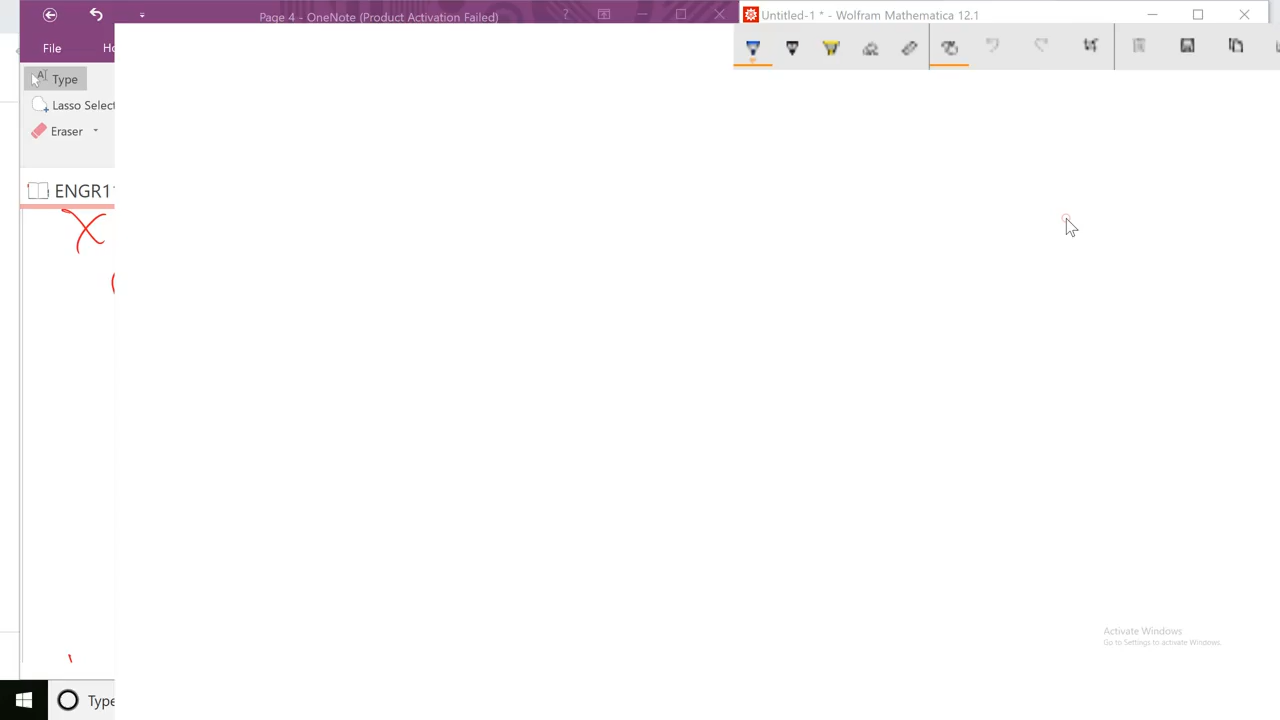 Page 4 - OneNote (Product Activation Failed)
Untitled-1 * - Wolfram Mathematica 12.1
File
Type
Lasso Select
Eraser
ENGR11
X
Activate Windows
Go to Settings to activate Windows.
Type